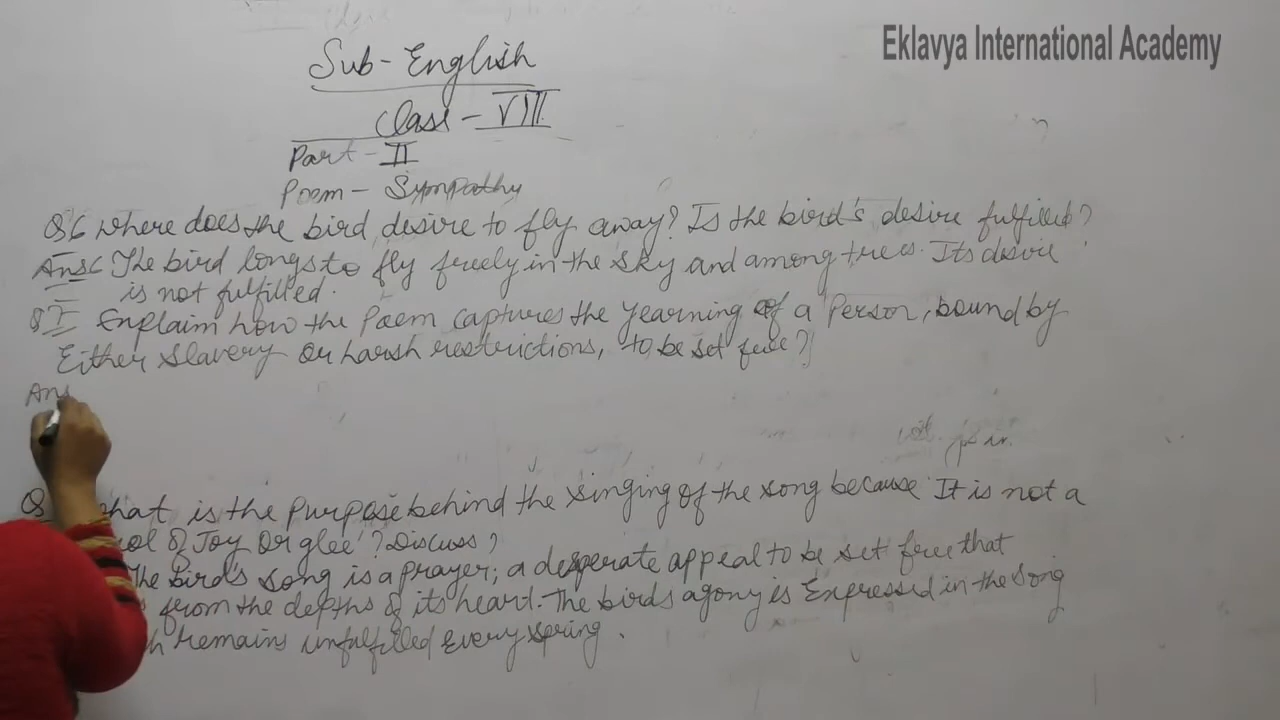 Eklavya International Academy
Sub- English
Class - VIII
Part - II
Poem - Sympathy
Q6 Where does the bird desire to fly away? Is the bird's desire fulfilled?
Ans6 The bird longs to fly freely in the sky and among trees. Its desire
is not fulfilled.
Q7 Explain how the Poem captures the yearning of a Person, bound by
Either slavery Or harsh restrictions, to be set free?
Ans
Q hat is the purpose behind the singing of the song because It is not a
rol of Joy Or glee'? Discuss?
The bird's song is a prayer; a desperate appeal to be set free that
from the depths of its heart. The birds agony is Expressed in the song
h remains unfulfilled Every spring.